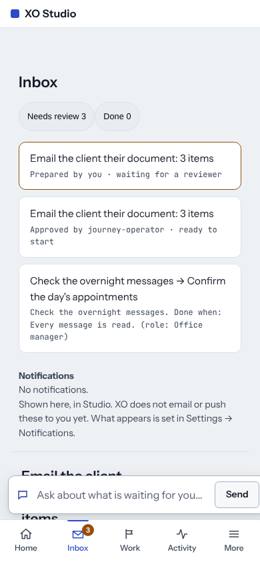 XO Studio
Inbox
Needs review 3
Done 0
Email the client their document: 3 items
Prepared by you · waiting for a reviewer
Email the client their document: 3 items
Approved by journey-operator · ready to
start
Check the overnight messages → Confirm
the day's appointments
Check the overnight messages. Done when:
Every message is read. (role: Office
manager)
Notifications
No notifications.
Shown here, in Studio. XO does not email or push
these to you yet. What appears is set in Settings →
Notifications.
Email the client
Ask about what is waiting for you...
Send
items
3
Home
Inbox
Work
Activity
More